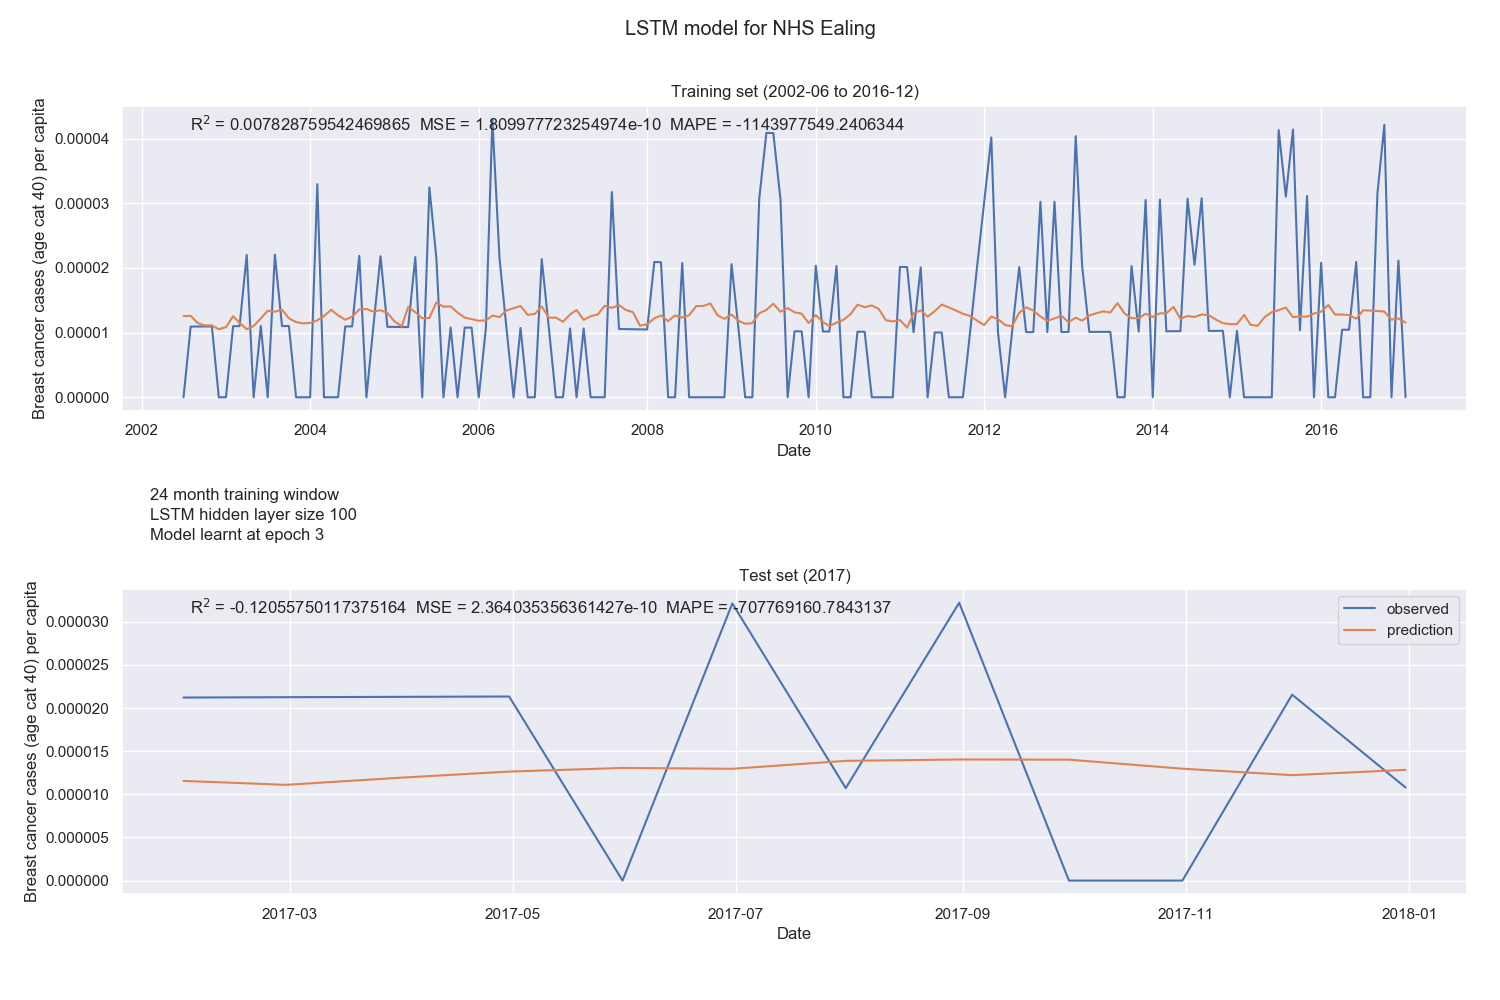 LSTM model for NHS Ealing
Training set (2002-06 to 2016-12)
R² = 0.007828759542469865 MSE = 1.809977723254974e-10 MAPE = -1143977549.2406344
Breast cancer cases (age cat 40) per capita
0.00004
0.00003
0.00002
0.00001
0.00000
2002 2004 2006 2008 2010 2012 2014 2016
Date
24 month training window
LSTM hidden layer size 100
Model learnt at epoch 3
Test set (2017)
R² = -0.12055750117375164 MSE = 2.364035356361427e-10 MAPE = -707769160.7843137
observed
prediction
Breast cancer cases (age cat 40) per capita
0.000030
0.000025
0.000020
0.000015
0.000010
0.000005
0.000000
2017-03 2017-05 2017-07 2017-09 2017-11 2018-01
Date